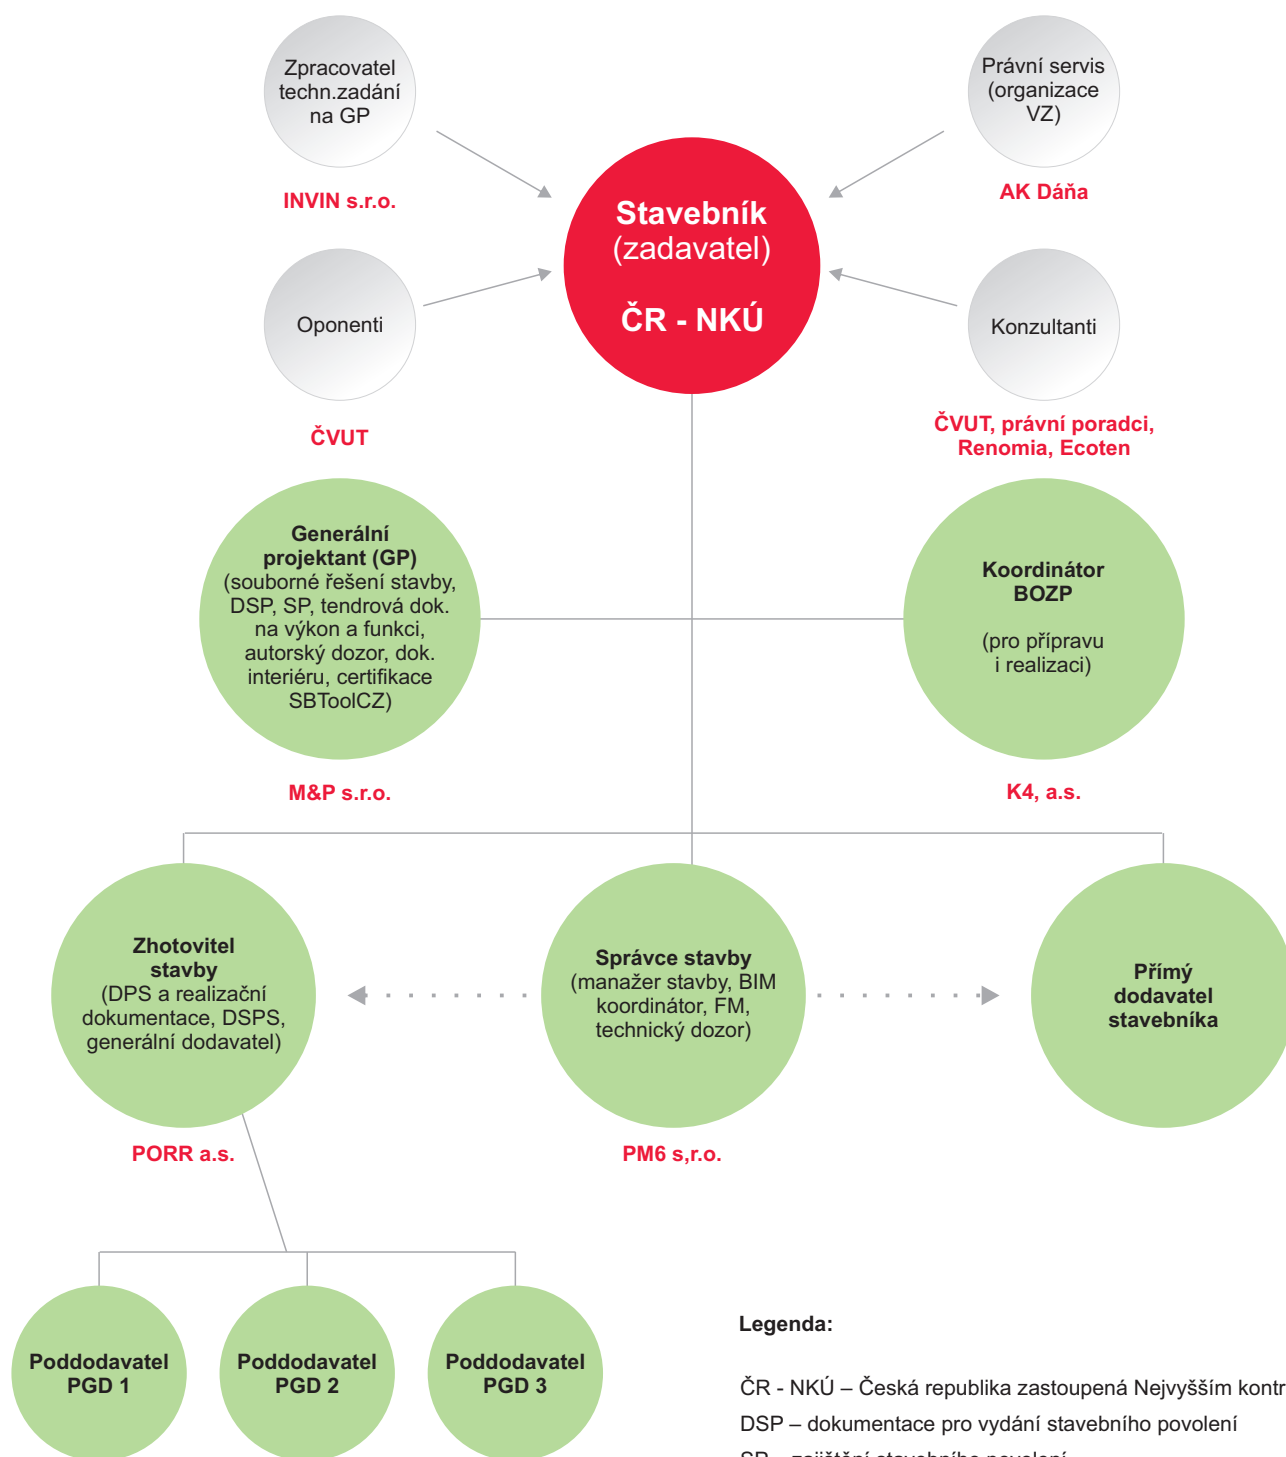 Zpracovatel
techn.zadání
na GP
INVIN s.r.o.
Právní servis
(organizace
VZ)
AK Dáňa
Stavebník
(zadavatel)
ČR - NKÚ
Oponenti
ČVUT
Konzultanti
ČVUT, právní poradci,
Renomia, Ecoten
Generální
projektant (GP)
(souborné řešení stavby,
DSP, SP, tendrová dok.
na výkon a funkci,
autorský dozor, dok.
interiéru, certifikace
SBToolCZ)
M&P s.r.o.
Koordinátor
BOZP
(pro přípravu
i realizaci)
K4, a.s.
Zhotovitel
stavby
(DPS a realizační
dokumentace, DSPS,
generální dodavatel)
PORR a.s.
Správce stavby
(manažer stavby, BIM
koordinátor, FM,
technický dozor)
PM6 s,r.o.
Přímý
dodavatel
stavebníka
Poddodavatel
PGD 1
Poddodavatel
PGD 2
Poddodavatel
PGD 3
Legenda:
ČR - NKÚ – Česká republika zastoupená Nejvyšším kontr
DSP – dokumentace pro vydání stavebního povolení
SP – zajištění stavebního povolení